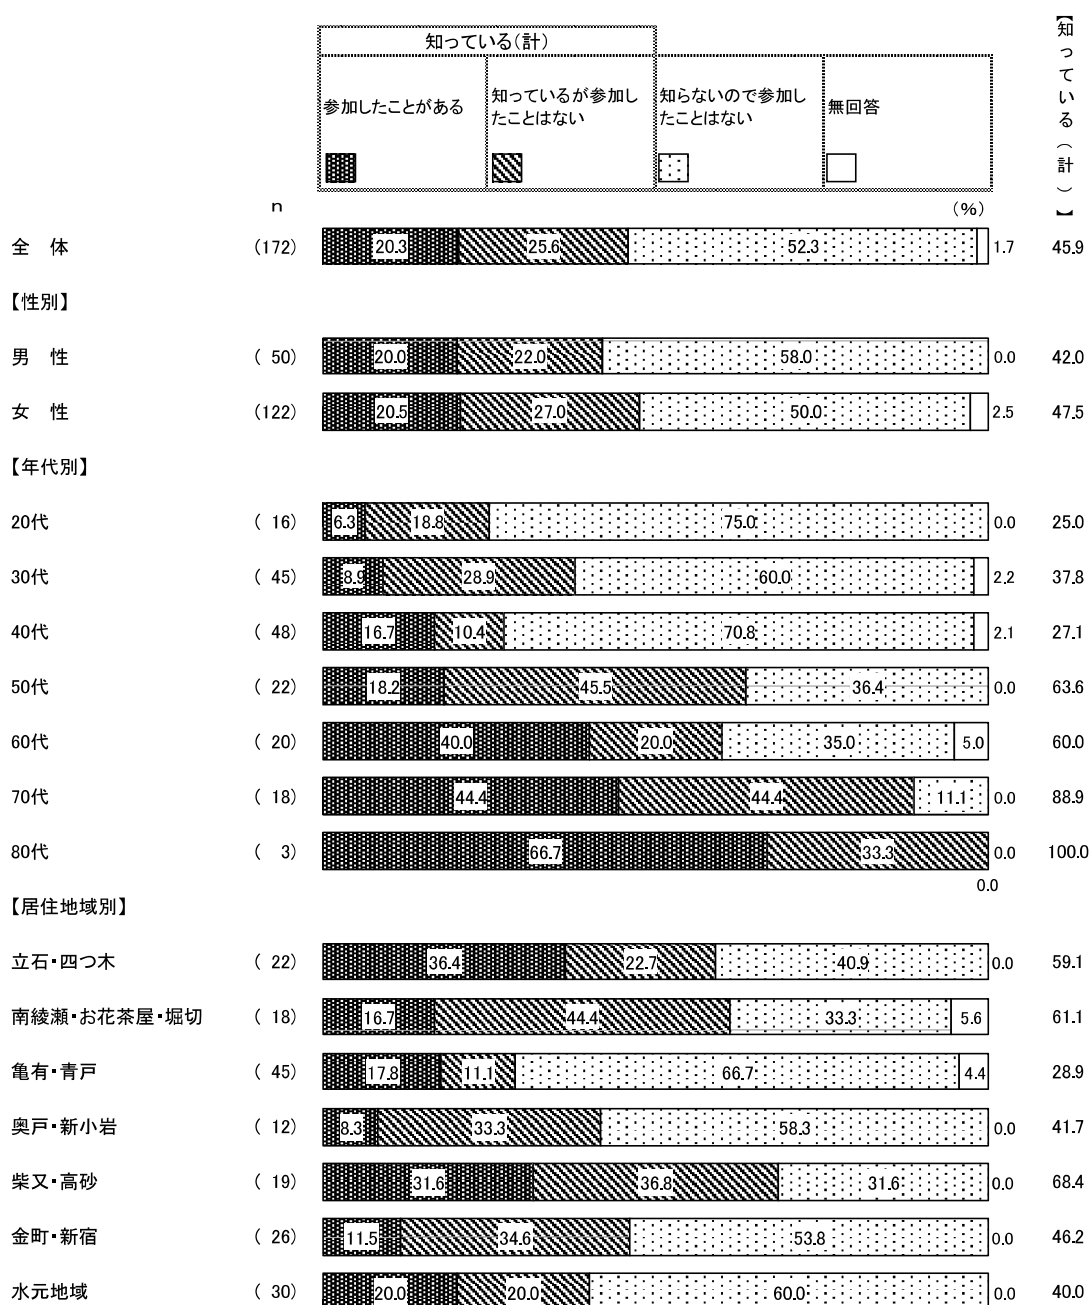 知っている(計)
【知っている(計)】
参加したことがある
知っているが参加し
たことはない
知らないので参加し
たことはない
無回答
n
(%)
全 体 (172) 20.3 25.6 52.3 1.7 45.9
【性別】
男 性 ( 50) 20.0 22.0 58.0 0.0 42.0
女 性 (122) 20.5 27.0 50.0 2.5 47.5
【年代別】
20代 ( 16) 6.3 18.8 75.0 0.0 25.0
30代 ( 45) 8.9 28.9 60.0 2.2 37.8
40代 ( 48) 16.7 10.4 70.8 2.1 27.1
50代 ( 22) 18.2 45.5 36.4 0.0 63.6
60代 ( 20) 40.0 20.0 35.0 5.0 60.0
70代 ( 18) 44.4 44.4 11.1 0.0 88.9
80代 ( 3) 66.7 33.3 0.0 100.0
0.0
【居住地域別】
立石・四つ木 ( 22) 36.4 22.7 40.9 0.0 59.1
南綾瀬・お花茶屋・堀切 ( 18) 16.7 44.4 33.3 5.6 61.1
亀有・青戸 ( 45) 17.8 11.1 66.7 4.4 28.9
奥戸・新小岩 ( 12) 8.3 33.3 58.3 0.0 41.7
柴又・高砂 ( 19) 31.6 36.8 31.6 0.0 68.4
金町・新宿 ( 26) 11.5 34.6 53.8 0.0 46.2
水元地域 ( 30) 20.0 20.0 60.0 0.0 40.0